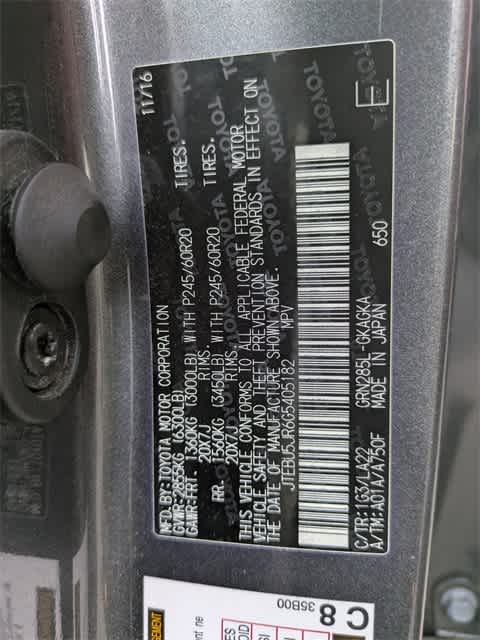 MFD.BY:TOYOTA MOTOR CORPORATION 11/16
GVWR:2855KG (6300LB)
GAWR:FRT. 1360KG (3000LB) WITH P245/60R20 TIRES.
20X7J RIMS.
RR. 1560KG (3450LB) WITH P245/60R20 TIRES.
20X7J RIMS.
THIS VEHICLE CONFORMS TO ALL APPLICABLE FEDERAL MOTOR
VEHICLE SAFETY AND THEFT PREVENTION STANDARDS IN EFFECT ON
THE DATE OF MANUFACTURE SHOWN ABOVE.
JTEBU5JR6G5405182 MPV
C/TR:1G3/LA22 GRN285L-GKAGKA
A/TM:A01A/A750F MADE IN JAPAN 650
TOYOTA
C 8
35B00